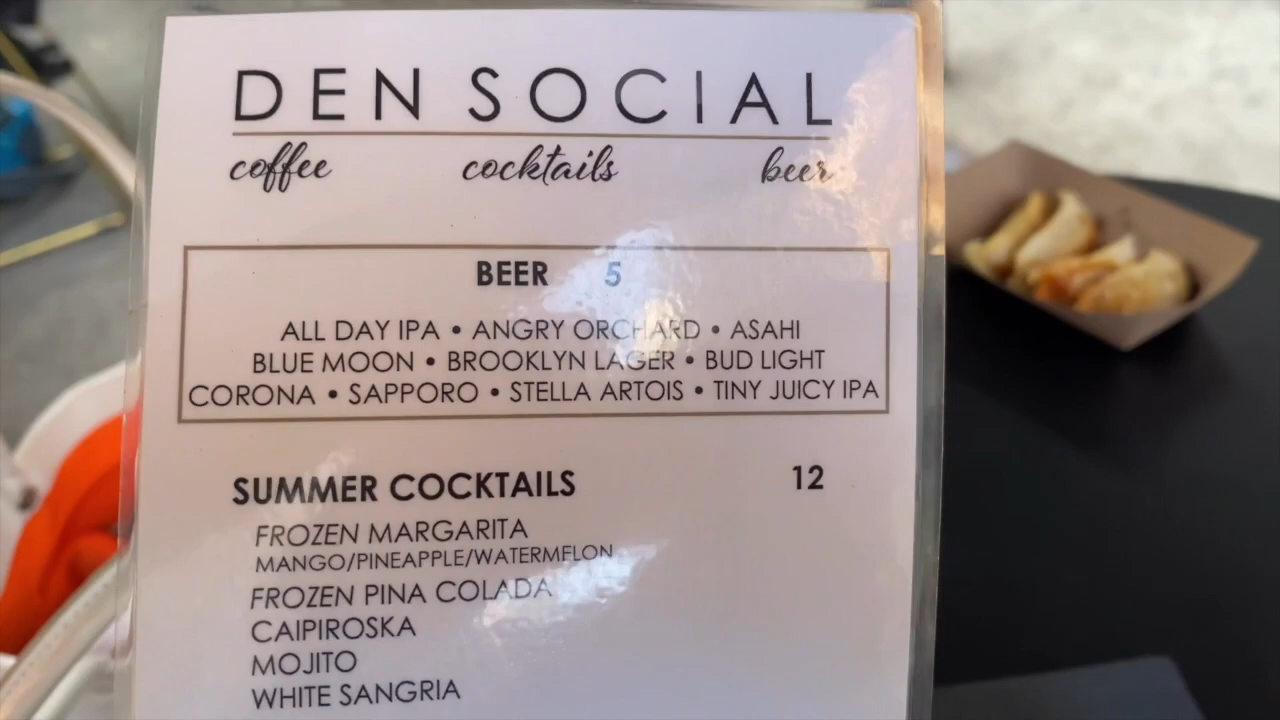 DEN SOCIAL
coffee cocktails beer
BEER 5
ALL DAY IPA • ANGRY ORCHARD • ASAHI
BLUE MOON • BROOKLYN LAGER • BUD LIGHT
CORONA • SAPPORO • STELLA ARTOIS • TINY JUICY IPA
SUMMER COCKTAILS 12
FROZEN MARGARITA
MANGO/PINEAPPLE/WATERMELON
FROZEN PINA COLADA
CAIPIROSKA
MOJITO
WHITE SANGRIA